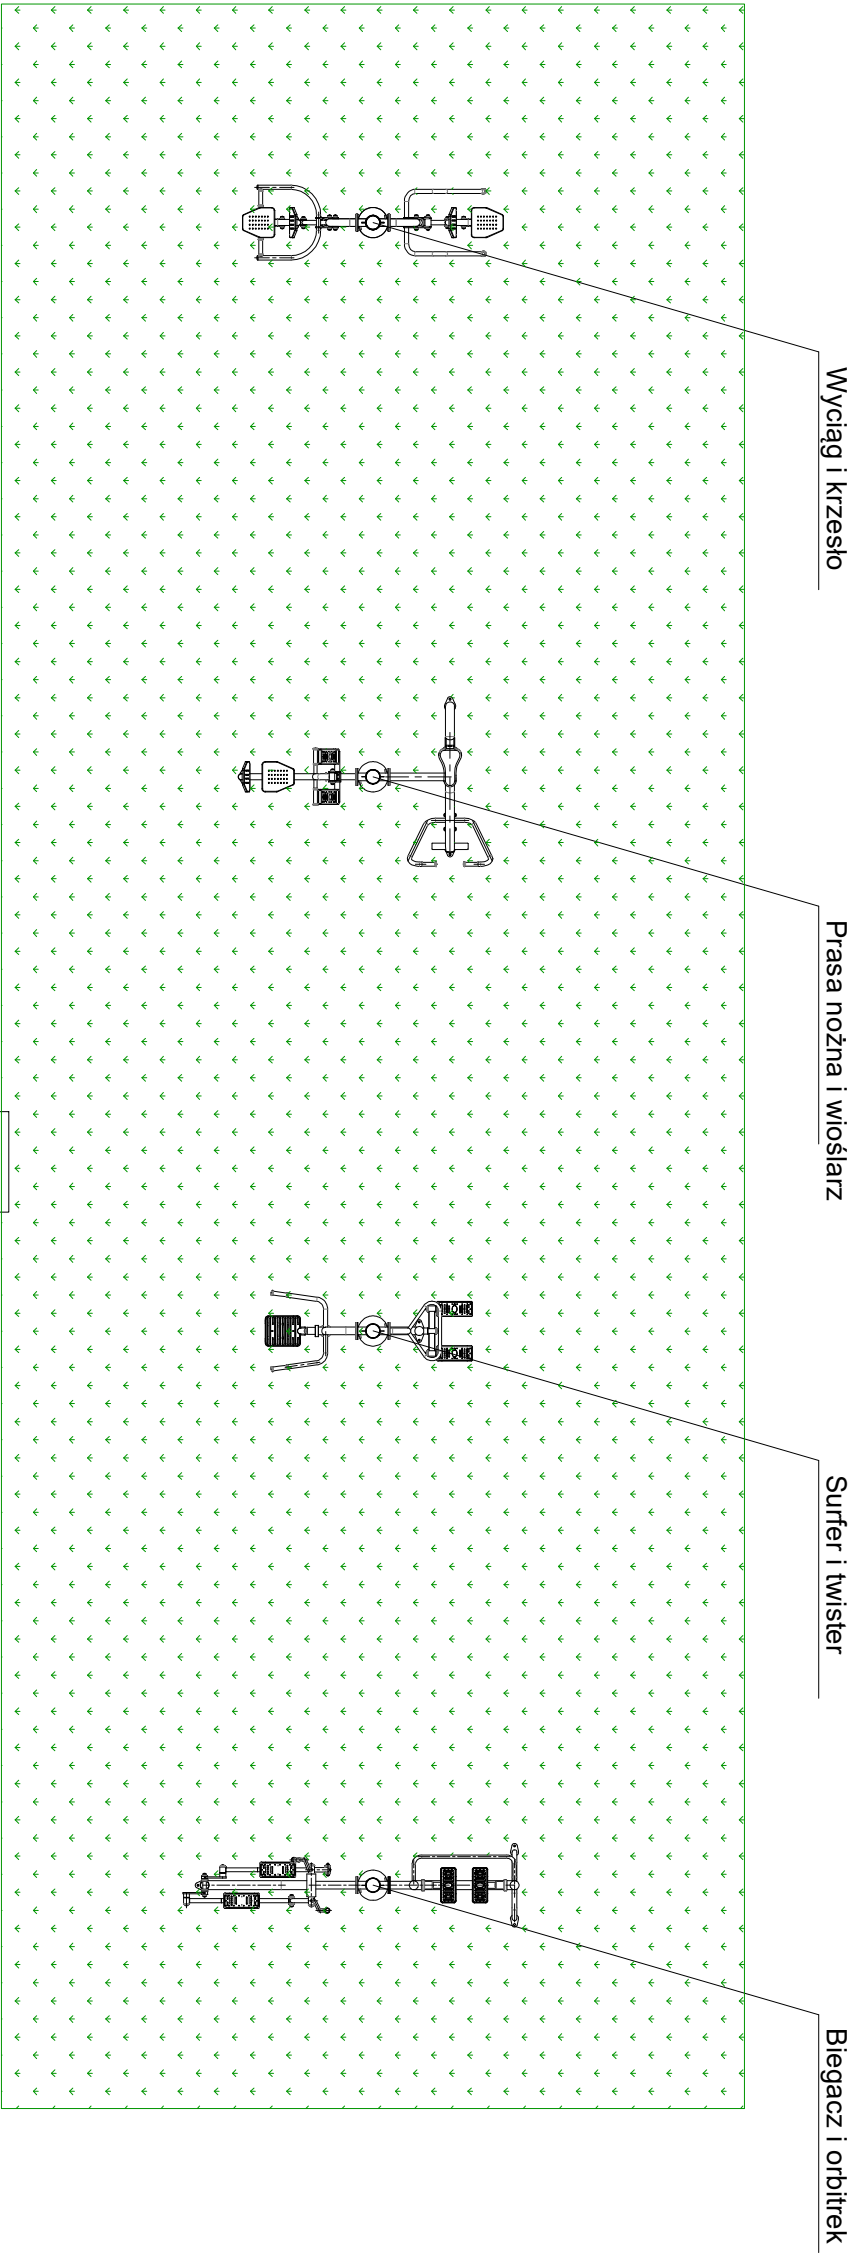 Wyciąg i krzesło
Prasa nożna i wioślarz
Surfer i twister
Biegacz i orbitrek